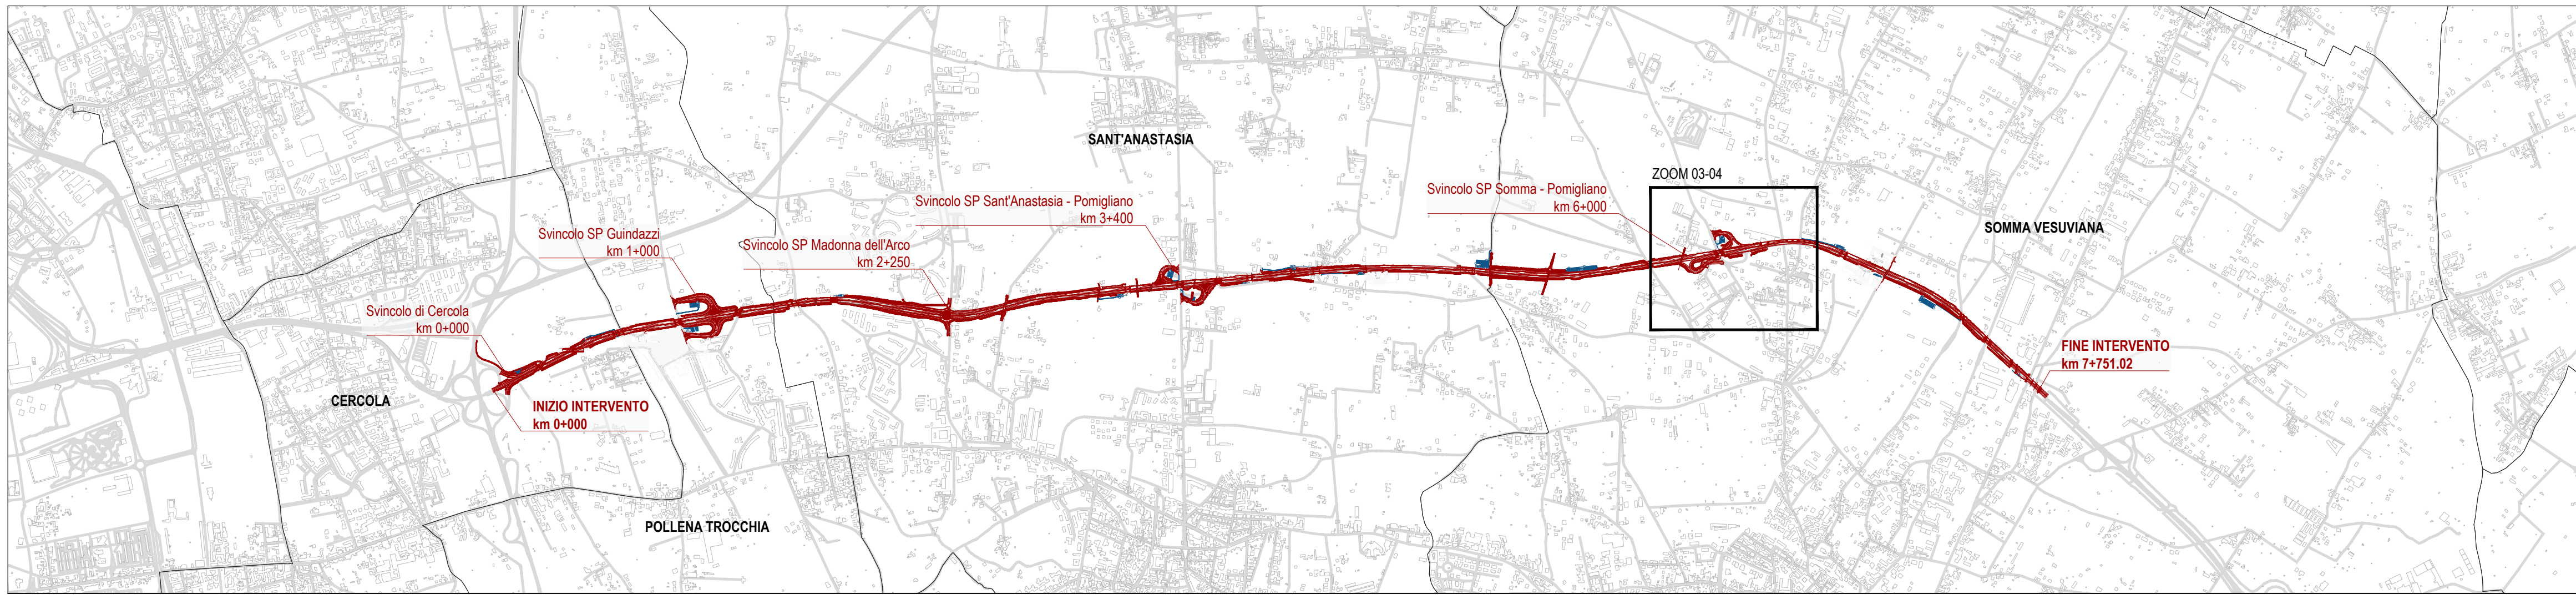 SANT'ANASTASIA
ZOOM 03-04
Svincolo SP Somma - Pomigliano
km 6+000
Svincolo SP Sant'Anastasia - Pomigliano
km 3+400
SOMMA VESUVIANA
Svincolo SP Guindazzi
km 1+000
Svincolo SP Madonna dell'Arco
km 2+250
Svincolo di Cercola
km 0+000
FINE INTERVENTO
km 7+751.02
CERCOLA
INIZIO INTERVENTO
km 0+000
POLLENA TROCCHIA